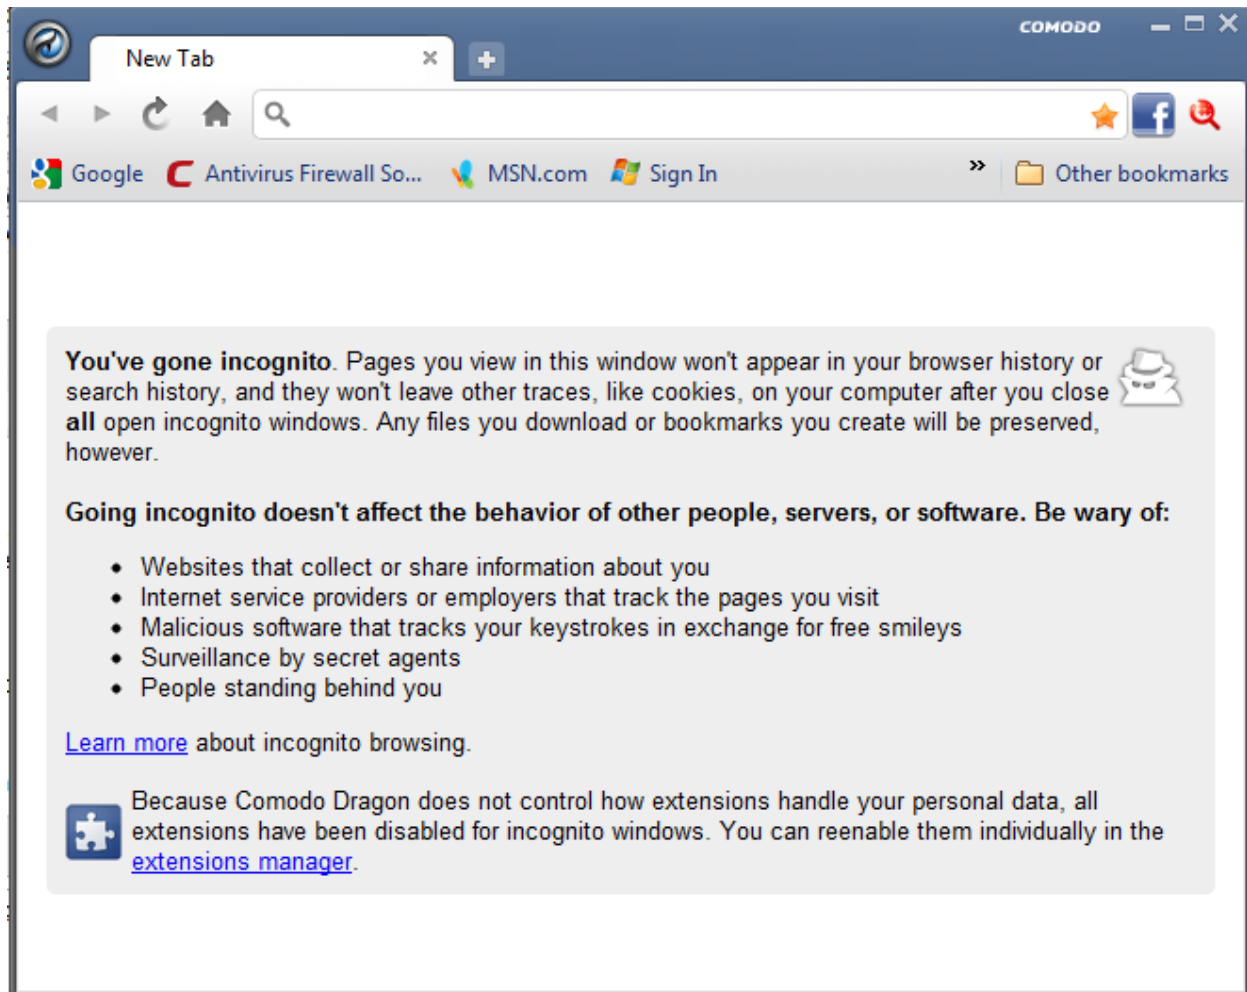 COMODO
New Tab
Google Antivirus Firewall So... MSN.com Sign In » Other bookmarks
You've gone incognito. Pages you view in this window won't appear in your browser history or
search history, and they won't leave other traces, like cookies, on your computer after you close
all open incognito windows. Any files you download or bookmarks you create will be preserved,
however.
Going incognito doesn't affect the behavior of other people, servers, or software. Be wary of:
• Websites that collect or share information about you
• Internet service providers or employers that track the pages you visit
• Malicious software that tracks your keystrokes in exchange for free smileys
• Surveillance by secret agents
• People standing behind you
Learn more about incognito browsing.
Because Comodo Dragon does not control how extensions handle your personal data, all
extensions have been disabled for incognito windows. You can reenable them individually in the
extensions manager.